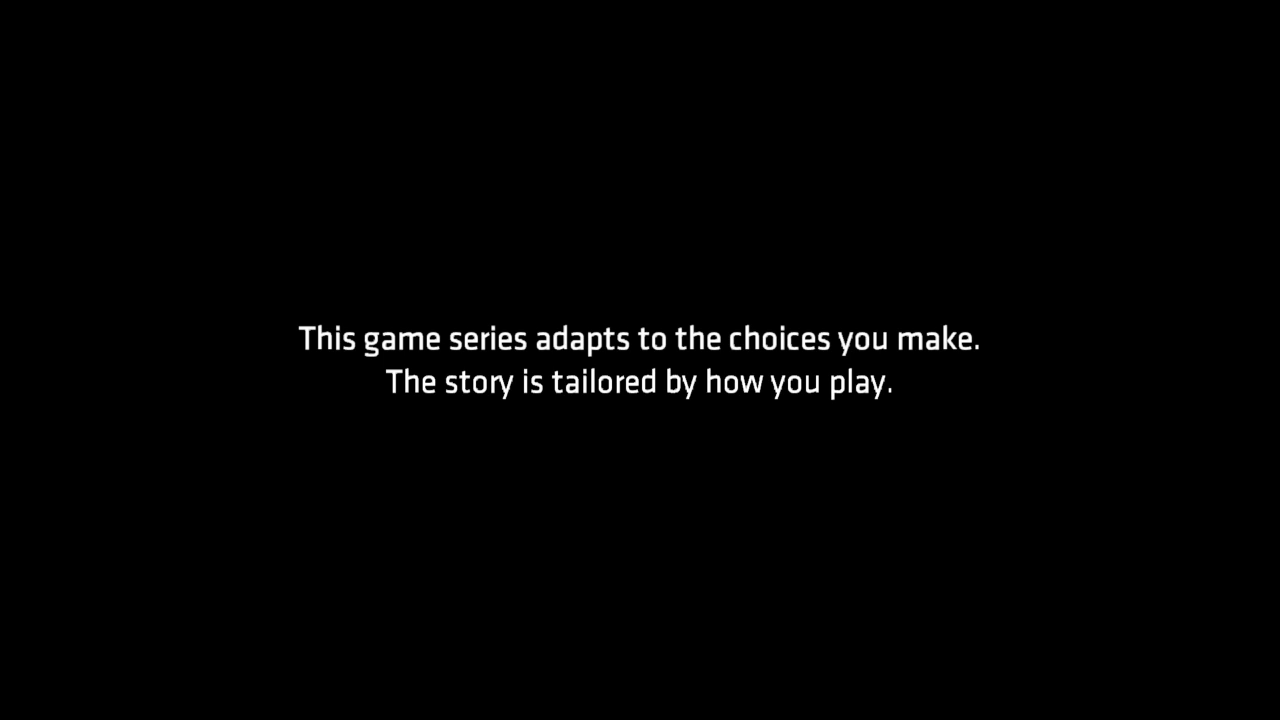 This game series adapts to the choices you make.
The story is tailored by how you play.